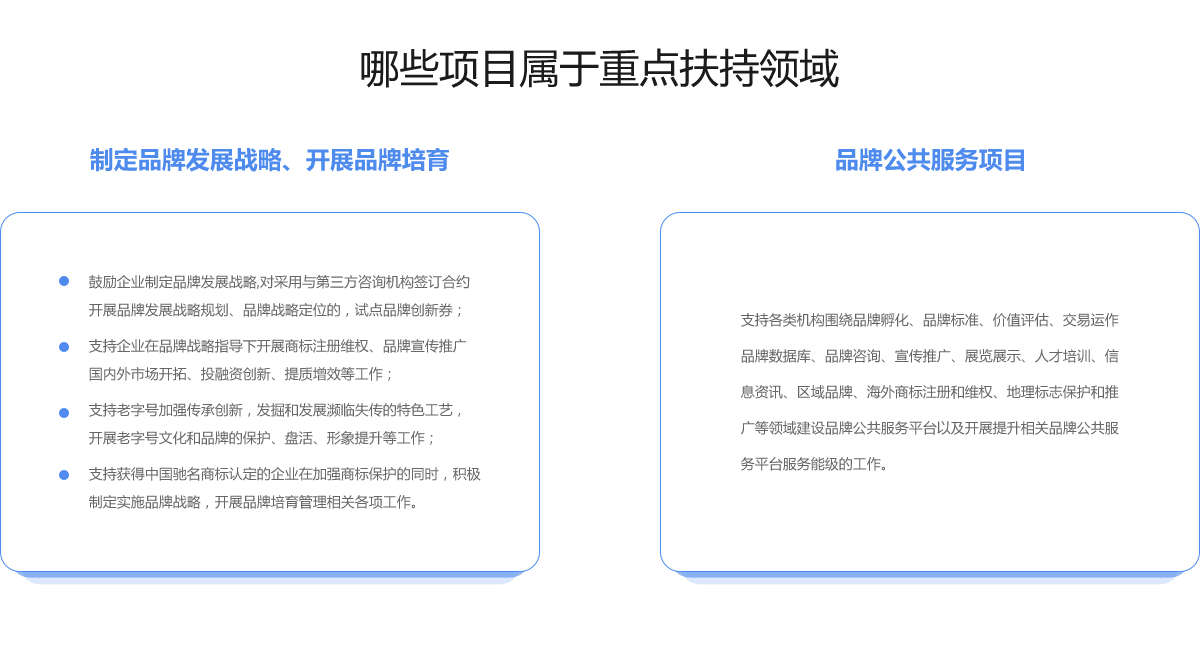 哪些项目属于重点扶持领域
制定品牌发展战略、开展品牌培育
鼓励企业制定品牌发展战略,对采用与第三方咨询机构签订合约
开展品牌发展战略规划、品牌战略定位的，试点品牌创新券；
支持企业在品牌战略指导下开展商标注册维权、品牌宣传推广
国内外市场开拓、投融资创新、提质增效等工作；
支持老字号加强传承创新，发掘和发展濒临失传的特色工艺，
开展老字号文化和品牌的保护、盘活、形象提升等工作；
支持获得中国驰名商标认定的企业在加强商标保护的同时，积极
制定实施品牌战略，开展品牌培育管理相关各项工作。
品牌公共服务项目
支持各类机构围绕品牌孵化、品牌标准、价值评估、交易运作
品牌数据库、品牌咨询、宣传推广、展览展示、人才培训、信
息资讯、区域品牌、海外商标注册和维权、地理标志保护和推
广等领域建设品牌公共服务平台以及开展提升相关品牌公共服
务平台服务能级的工作。